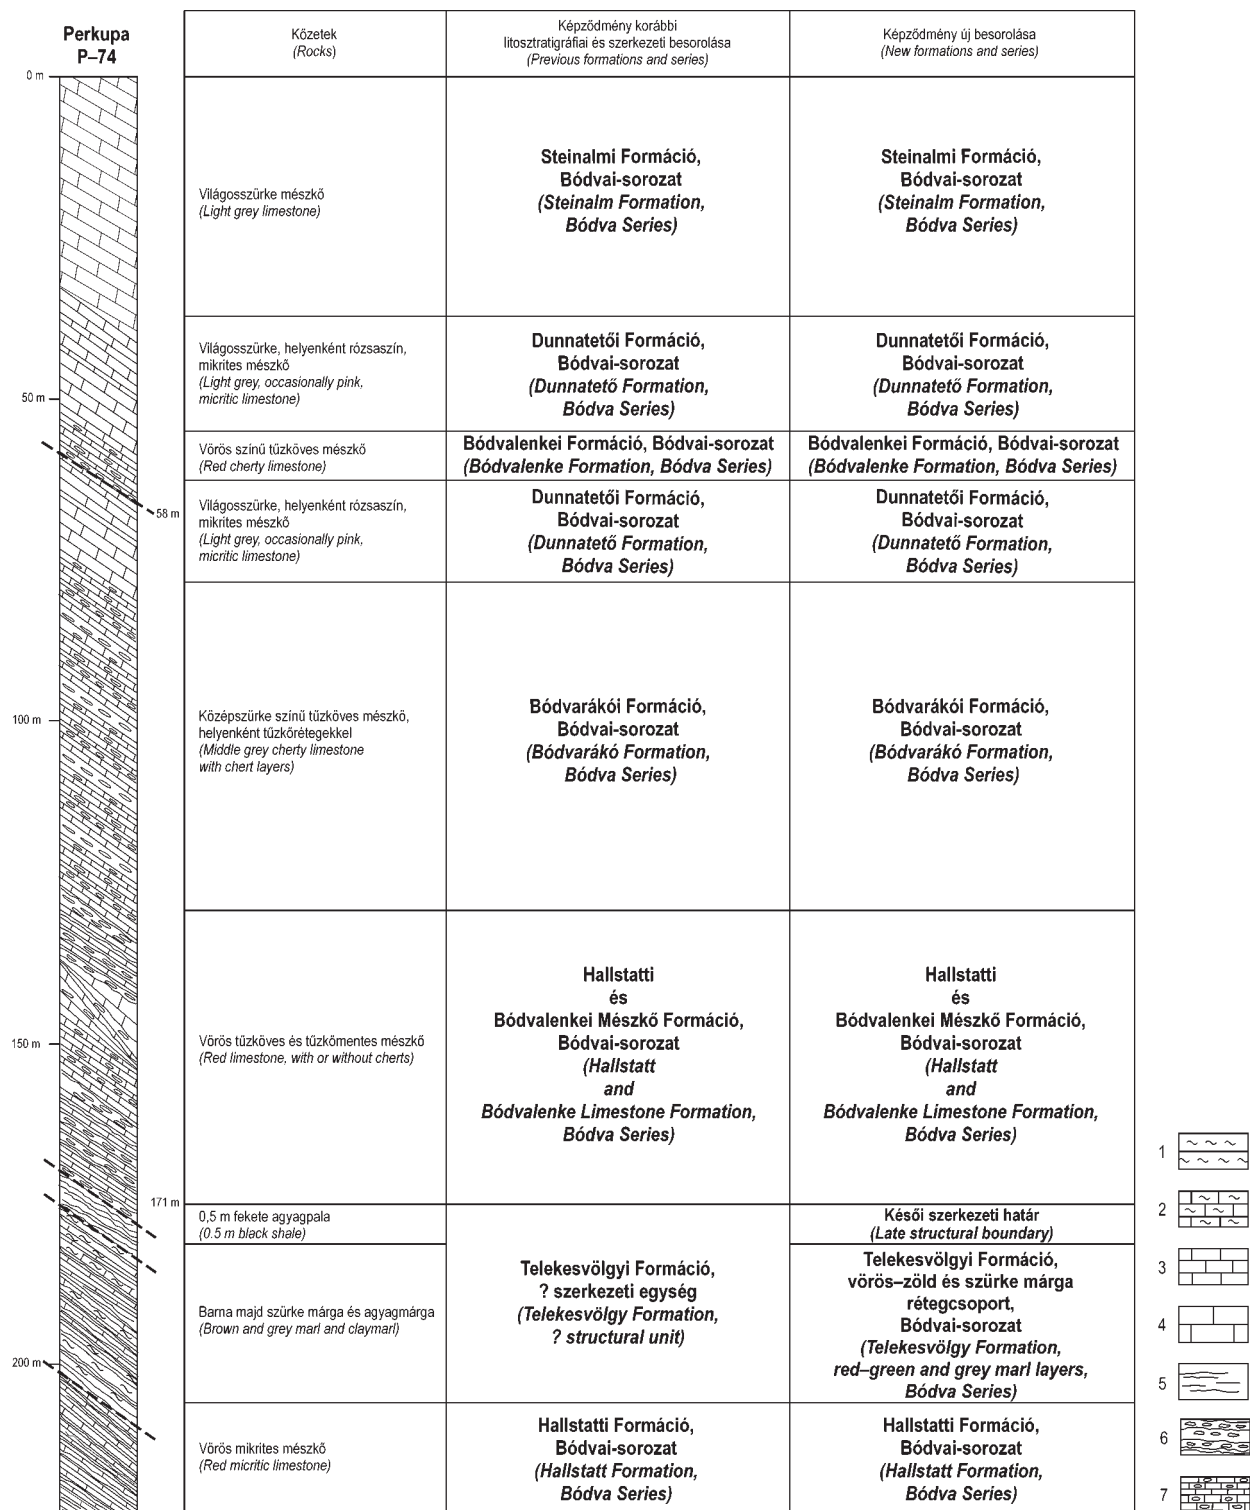 Perkupa
P–74
Kőzetek
(Rocks)
Képződmény korábbi
litosztratigráfiai és szerkezeti besorolása
(Previous formations and series)
Képződmény új besorolása
(New formations and series)
0 m
Világosszürke mészkő
(Light grey limestone)
Steinalmi Formáció,
Bódvai-sorozat
(Steinalm Formation,
Bódva Series)
Steinalmi Formáció,
Bódvai-sorozat
(Steinalm Formation,
Bódva Series)
Világosszürke, helyenként rózsaszín,
mikrites mészkő
(Light grey, occasionally pink,
micritic limestone)
Dunnatetői Formáció,
Bódvai-sorozat
(Dunnatető Formation,
Bódva Series)
Dunnatetői Formáció,
Bódvai-sorozat
(Dunnatető Formation,
Bódva Series)
50 m
Vörös színű tűzköves mészkő
(Red cherty limestone)
Bódvalenkei Formáció, Bódvai-sorozat
(Bódvalenke Formation, Bódva Series)
Bódvalenkei Formáció, Bódvai-sorozat
(Bódvalenke Formation, Bódva Series)
58 m
Világosszürke, helyenként rózsaszín,
mikrites mészkő
(Light grey, occasionally pink,
micritic limestone)
Dunnatetői Formáció,
Bódvai-sorozat
(Dunnatető Formation,
Bódva Series)
Dunnatetői Formáció,
Bódvai-sorozat
(Dunnatető Formation,
Bódva Series)
100 m
Középszürke színű tűzköves mészkő,
helyenként tűzkőrétegekkel
(Middle grey cherty limestone
with chert layers)
Bódvarákói Formáció,
Bódvai-sorozat
(Bódvarákó Formation,
Bódva Series)
Bódvarákói Formáció,
Bódvai-sorozat
(Bódvarákó Formation,
Bódva Series)
150 m
Vörös tűzköves és tűzkömentes mészkő
(Red limestone, with or without cherts)
Hallstatti
és
Bódvalenkei Mészkő Formáció,
Bódvai-sorozat
(Hallstatt
and
Bódvalenke Limestone Formation,
Bódva Series)
Hallstatti
és
Bódvalenkei Mészkő Formáció,
Bódvai-sorozat
(Hallstatt
and
Bódvalenke Limestone Formation,
Bódva Series)
171 m
0,5 m fekete agyagpala
(0.5 m black shale)
Késői szerkezeti határ
(Late structural boundary)
Barna majd szürke márga és agyagmárga
(Brown and grey marl and claymarl)
Telekesvölgyi Formáció,
? szerkezeti egység
(Telekesvölgy Formation,
? structural unit)
Telekesvölgyi Formáció,
vörös–zöld és szürke márga
rétegcsoport,
Bódvai-sorozat
(Telekesvölgy Formation,
red–green and grey marl layers,
Bódva Series)
200 m
Vörös mikrites mészkő
(Red micritic limestone)
Hallstatti Formáció,
Bódvai-sorozat
(Hallstatt Formation,
Bódva Series)
Hallstatti Formáció,
Bódvai-sorozat
(Hallstatt Formation,
Bódva Series)
1
2
3
4
5
6
7